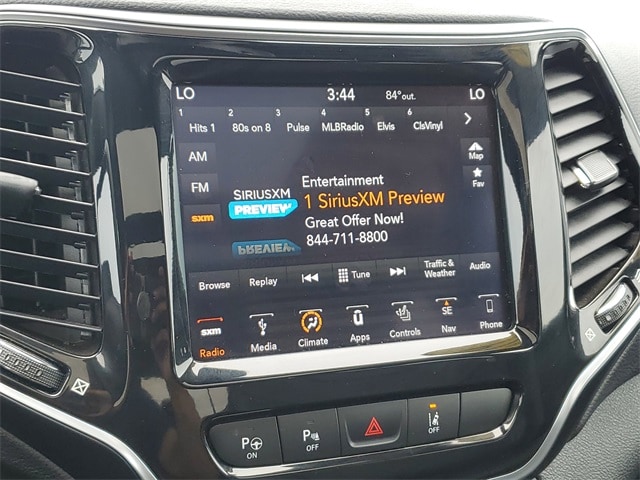 LO 3:44 84° out. LO
1 2 3 4 5 6
Hits 1 80s on 8 Pulse MLBRadio Elvis ClsVinyl
AM
Map
FM
Fav
sxm
SIRIUSXM
PREVIEW
Entertainment
1 SiriusXM Preview
Great Offer Now!
844-711-8800
Browse Replay Tune Traffic & Weather Audio
sxm
SE
Radio Media Climate Apps Controls Nav Phone
P ON
P OFF
OFF